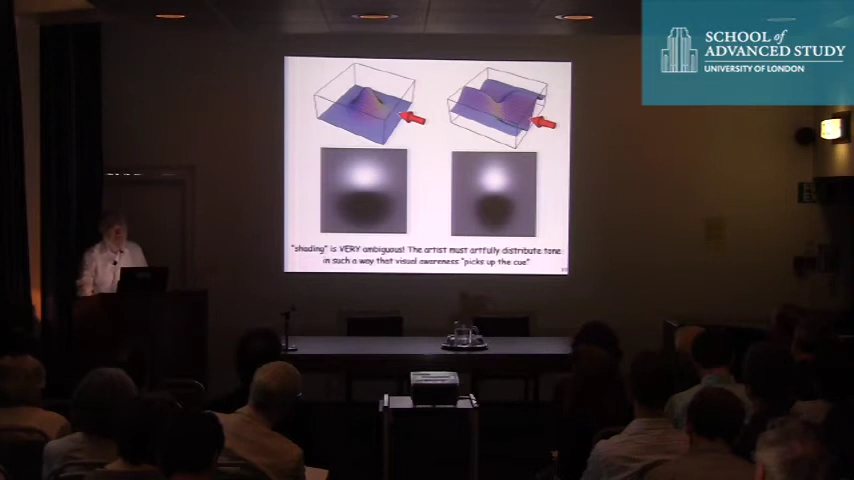 SCHOOL of
ADVANCED STUDY
UNIVERSITY OF LONDON
"shading" is VERY ambiguous! The artist must artfully distribute tone
in such a way that visual awareness "picks up the cue"